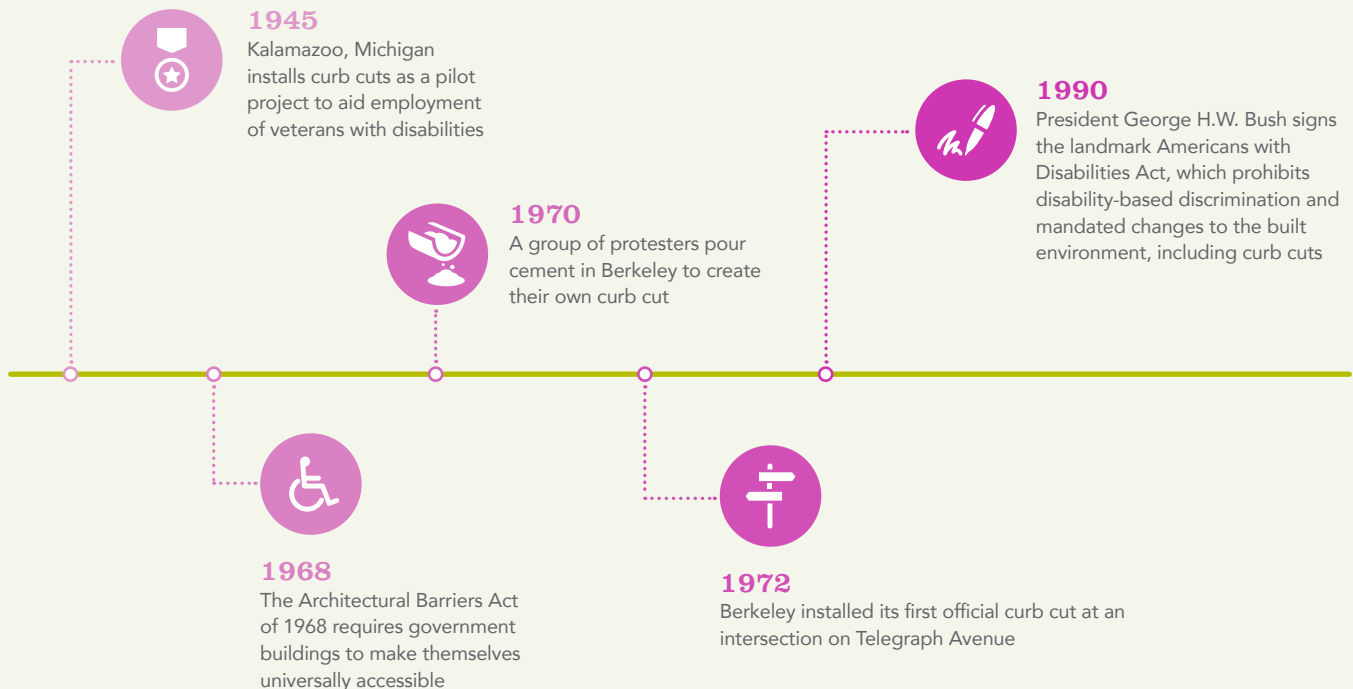 1945
Kalamazoo, Michigan
installs curb cuts as a pilot
project to aid employment
of veterans with disabilities
1968
The Architectural Barriers Act
of 1968 requires government
buildings to make themselves
universally accessible
1970
A group of protesters pour
cement in Berkeley to create
their own curb cut
1972
Berkeley installed its first official curb cut at an
intersection on Telegraph Avenue
1990
President George H.W. Bush signs
the landmark Americans with
Disabilities Act, which prohibits
disability-based discrimination and
mandated changes to the built
environment, including curb cuts